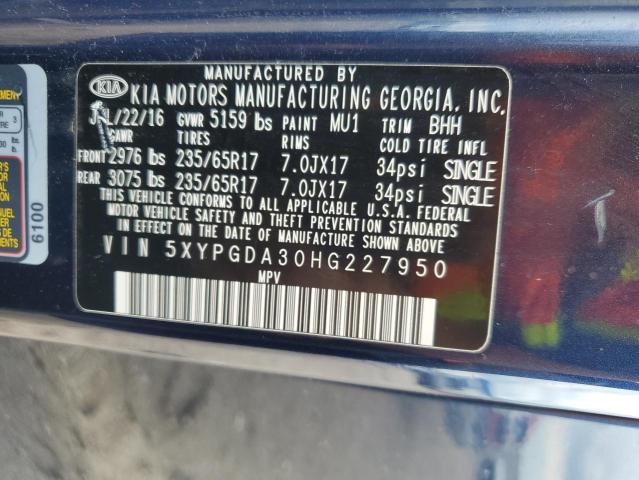 MANUFACTURED BY
KIA KIA MOTORS MANUFACTURING GEORGIA, INC.
/22/16 GVWR 5159 lbs PAINT MU1 TRIM BHH
GAWR TIRES RIMS COLD TIRE INFL
FRONT 2976 lbs 235/65R17 7.0JX17 34psi SINGLE
REAR 3075 lbs 235/65R17 7.0JX17 34psi SINGLE
THIS VEHICLE CONFORMS TO ALL APPLICABLE U.S.A. FEDERAL
MOTOR VEHICLE SAFETY AND THEFT PREVENTION STANDARDS
IN EFFECT ON THE DATE OF MANUFACTURE SHOWN ABOVE
VIN 5XYPGDA30HG227950
MPV
6100